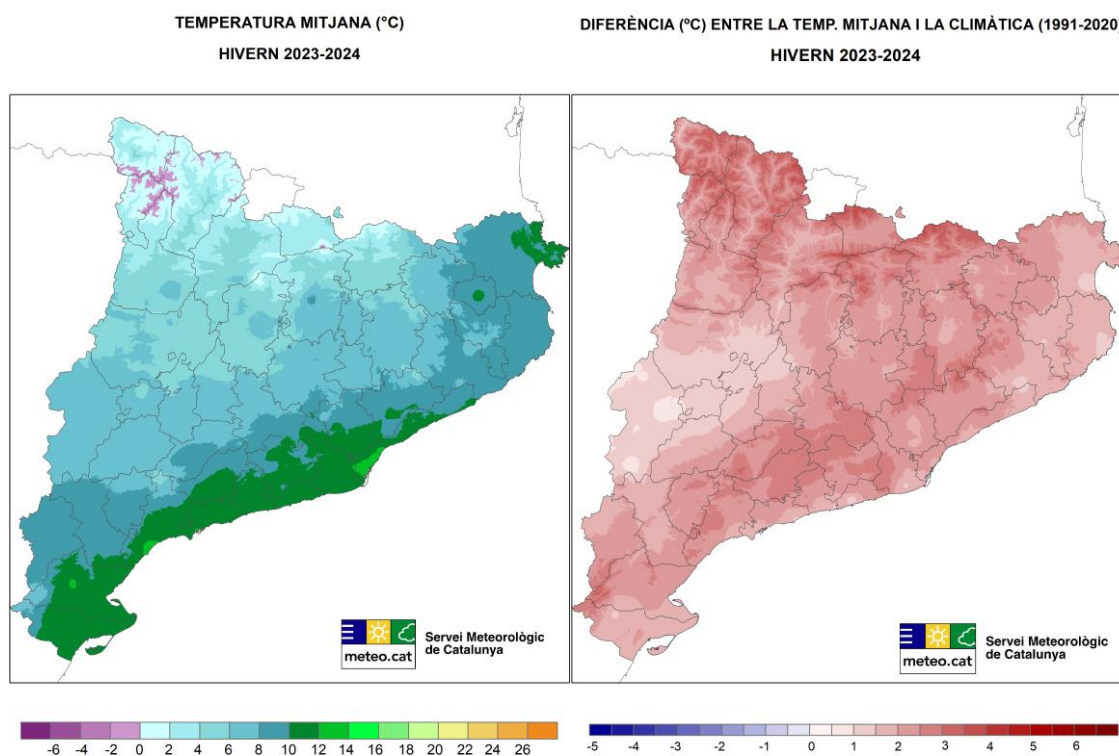 TEMPERATURA MITJANA (°C)
HIVERN 2023-2024
DIFERÈNCIA (ºC) ENTRE LA TEMP. MITJANA I LA CLIMÀTICA (1991-2020)
HIVERN 2023-2024
meteo.cat
Servei Meteorològic
de Catalunya
meteo.cat
Servei Meteorològic
de Catalunya
-6 -4 -2 0 2 4 6 8 10 12 14 16 18 20 22 24 26
-5 -4 -3 -2 -1 0 1 2 3 4 5 6